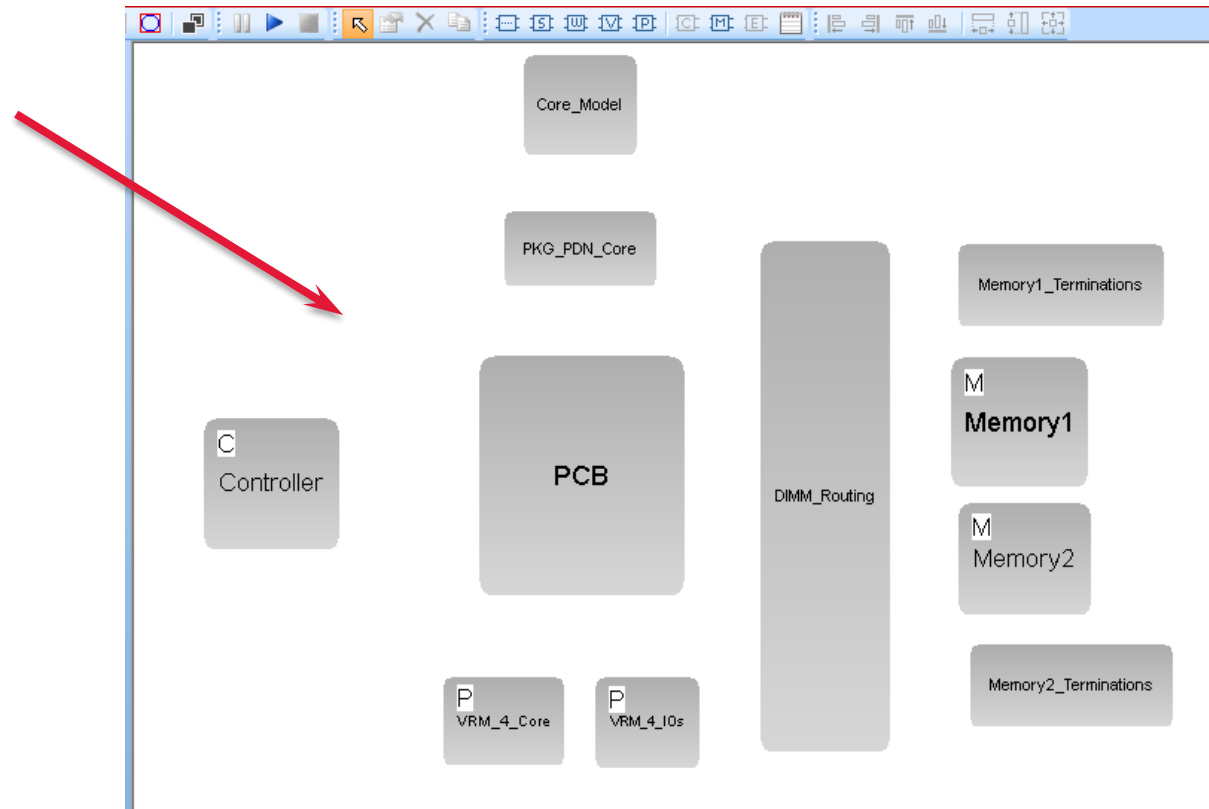 S W V P C M E
Core_Model
PKG_PDN_Core
Memory1_Terminations
M
Memory1
C
Controller
PCB
DIMM_Routing
M
Memory2
Memory2_Terminations
P
VRM_4_Core
P
VRM_4_IOs